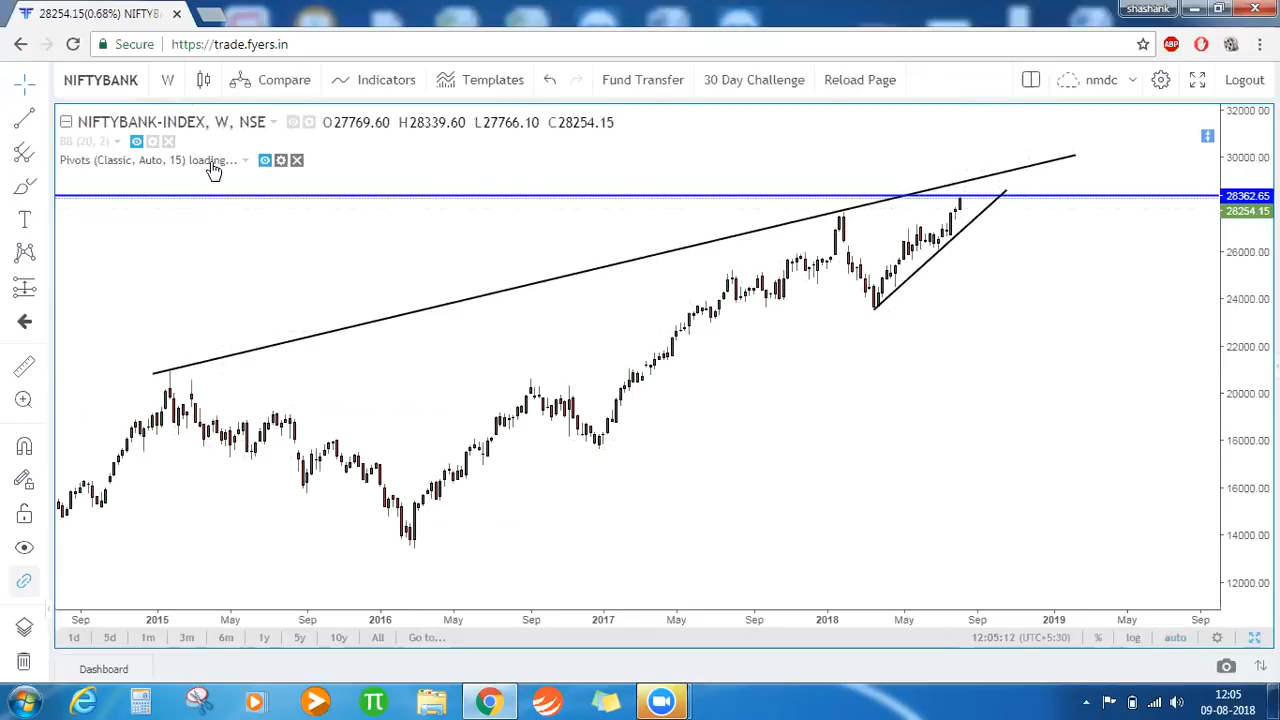 28254.15(0.68%) NIFTYBAN
shashank
Secure
https://trade.fyers.in
ABP
NIFTYBANK W Compare Indicators Templates Fund Transfer 30 Day Challenge Reload Page nmdc Logout
NIFTYBANK-INDEX, W, NSE O27769.60 H28339.60 L27766.10 C28254.15
BB (20, 2)
Pivots (Classic, Auto, 15) loading...
32000.00
30000.00
28362.65
28254.15
26000.00
24000.00
22000.00
20000.00
18000.00
16000.00
14000.00
12000.00
Sep 2015 May Sep 2016 May Sep 2017 May Sep 2018 May Sep 2019 May Sep
1d 5d 1m 3m 6m 1y 5y 10y All Go to... 12:05:12 (UTC+5:30) % log auto
Dashboard
12:05
09-08-2018